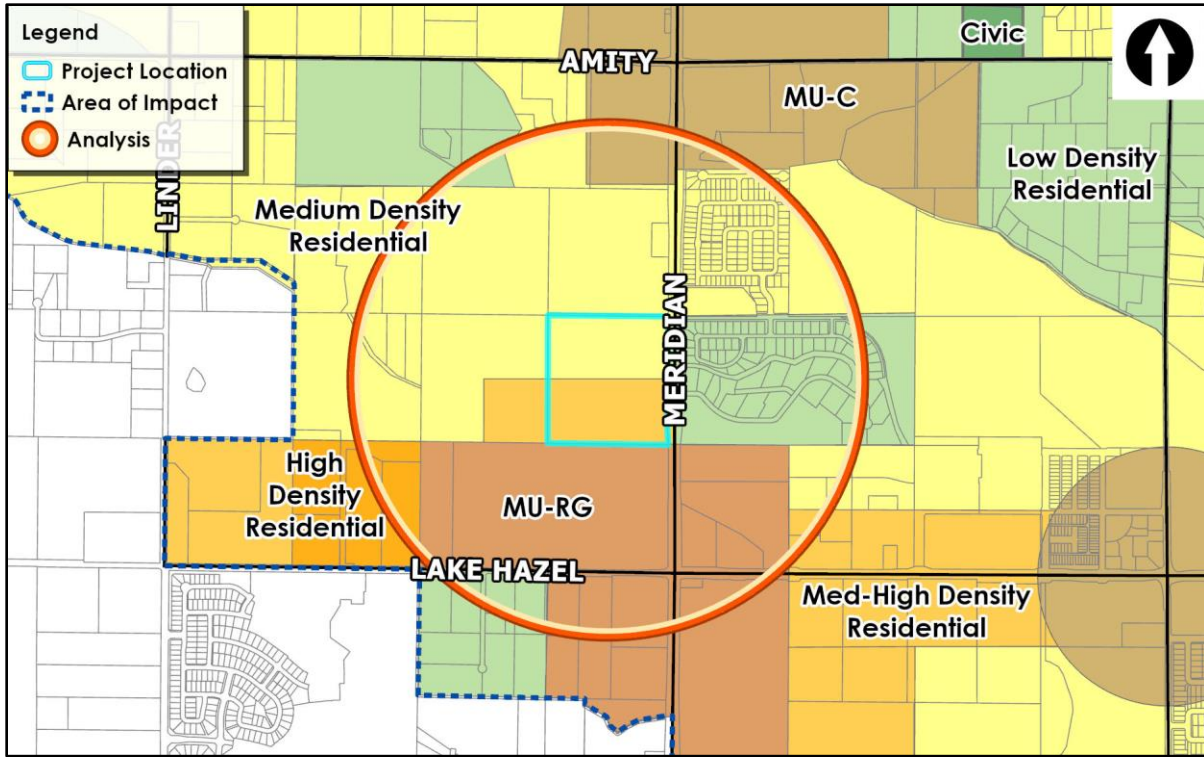 Legend
Project Location
Area of Impact
Analysis
Civic
AMITY
MU-C
LINDER
Low Density
Residential
Medium Density
Residential
MERIDIAN
High
Density
Residential
MU-RG
LAKE HAZEL
Med-High Density
Residential